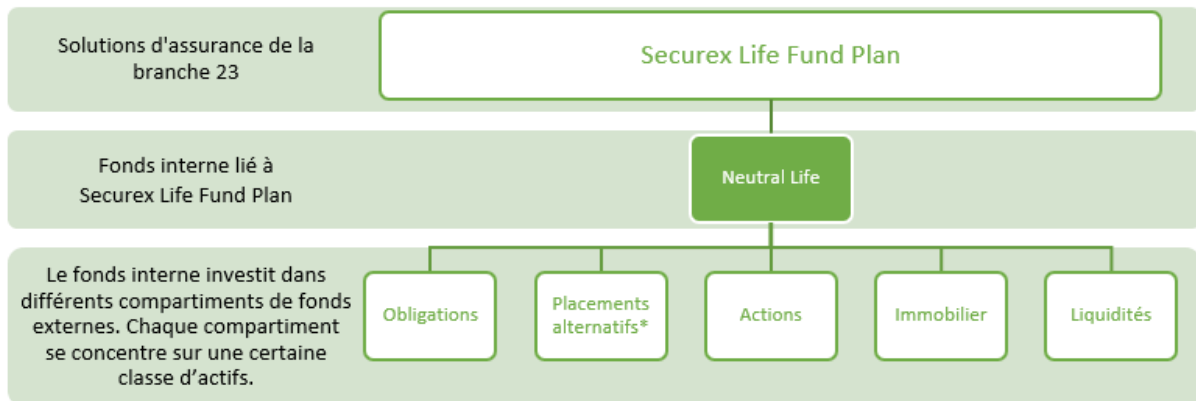 Solutions d'assurance de la
branche 23
Securex Life Fund Plan
Fonds interne lié à
Securex Life Fund Plan
Neutral Life
Le fonds interne investit dans
différents compartiments de fonds
externes. Chaque compartiment
se concentre sur une certaine
classe d’actifs.
Obligations
Placements
alternatifs*
Actions
Immobilier
Liquidités